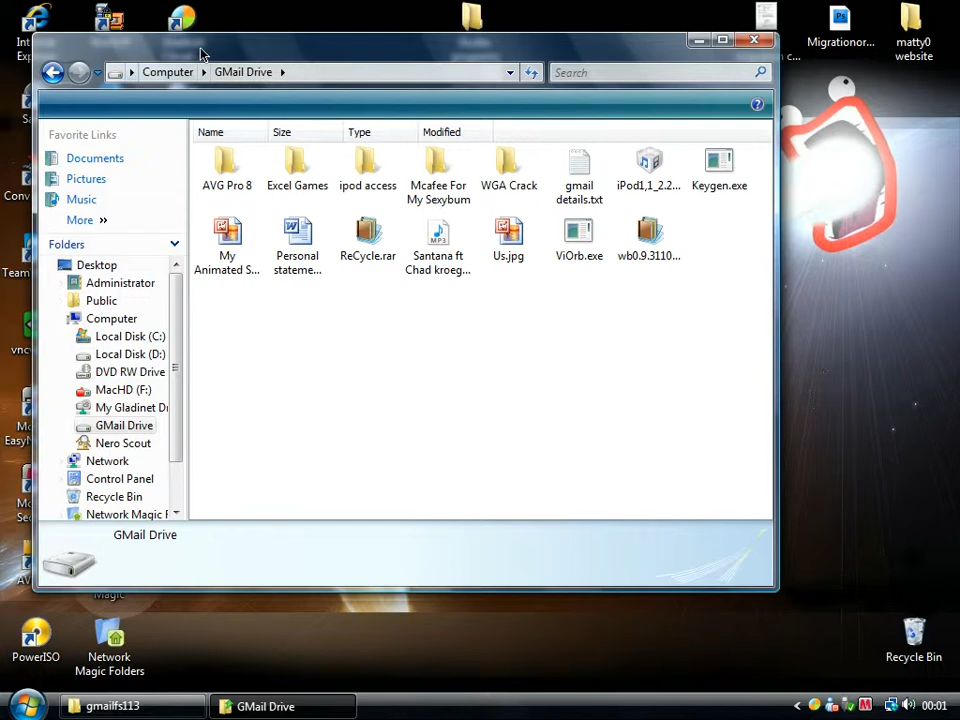 Migrationor...
matty0
website
Computer
GMail Drive
Search
Favorite Links
Documents
Pictures
Music
More »
Folders
Name
Size
Type
Modified
AVG Pro 8
Excel Games
ipod access
Mcafee For
My Sexybum
WGA Crack
gmail
details.txt
iPod1,1_2.2...
Keygen.exe
My
Animated S...
Personal
stateme...
ReCycle.rar
Santana ft
Chad kroeg...
Us.jpg
ViOrb.exe
wb0.9.3110...
MP3
Desktop
Administrator
Public
Computer
Local Disk (C:)
Local Disk (D:)
DVD RW Drive
MacHD (F:)
My Gladinet Dr
GMail Drive
Nero Scout
Network
Control Panel
Recycle Bin
Network Magic F
GMail Drive
Magic
PowerISO
Network
Magic Folders
Recycle Bin
gmailfs113
GMail Drive
00:01